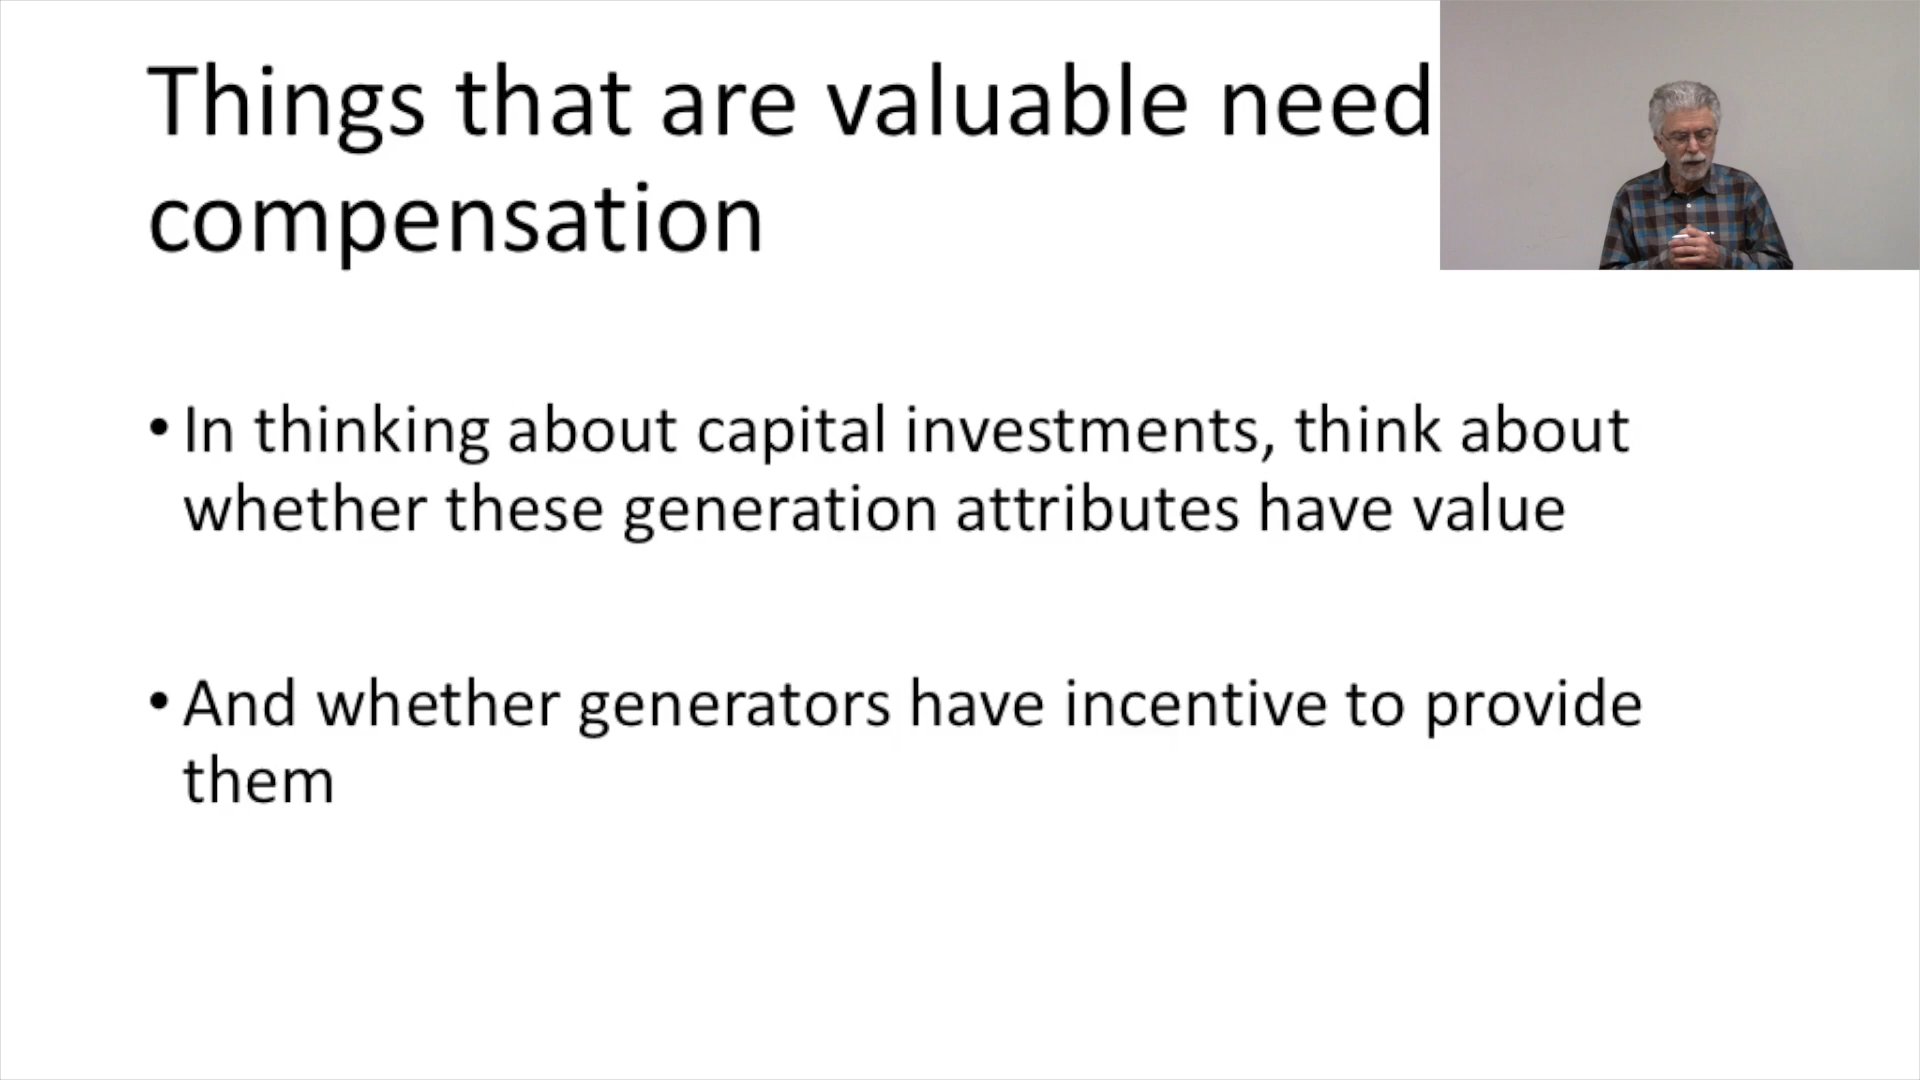 Things that are valuable need
compensation
• In thinking about capital investments, think about
whether these generation attributes have value
• And whether generators have incentive to provide
them